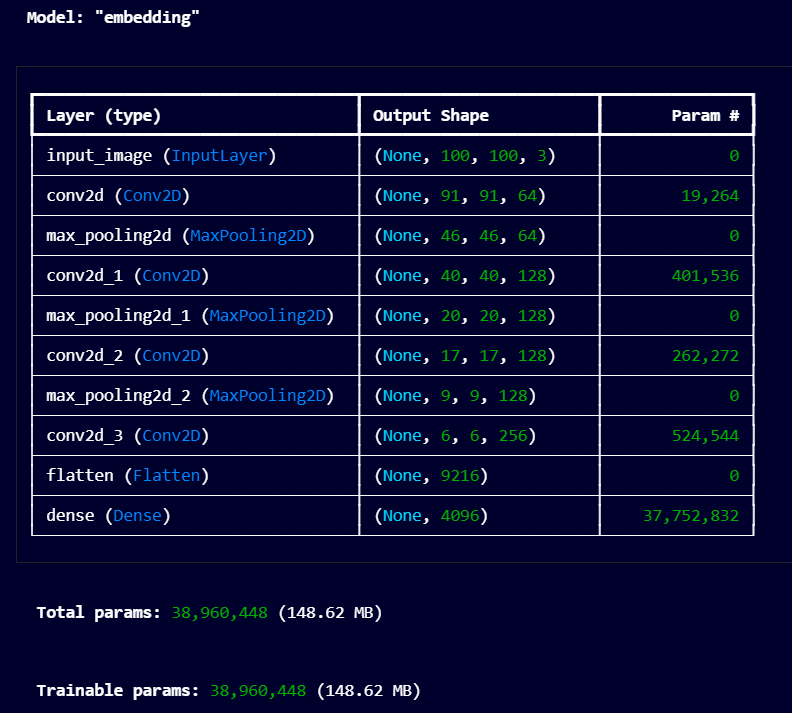 Model: "embedding"
Layer (type) Output Shape Param #
input_image (InputLayer) (None, 100, 100, 3) 0
conv2d (Conv2D) (None, 91, 91, 64) 19,264
max_pooling2d (MaxPooling2D) (None, 46, 46, 64) 0
conv2d_1 (Conv2D) (None, 40, 40, 128) 401,536
max_pooling2d_1 (MaxPooling2D) (None, 20, 20, 128) 0
conv2d_2 (Conv2D) (None, 17, 17, 128) 262,272
max_pooling2d_2 (MaxPooling2D) (None, 9, 9, 128) 0
conv2d_3 (Conv2D) (None, 6, 6, 256) 524,544
flatten (Flatten) (None, 9216) 0
dense (Dense) (None, 4096) 37,752,832
Total params: 38,960,448 (148.62 MB)
Trainable params: 38,960,448 (148.62 MB)